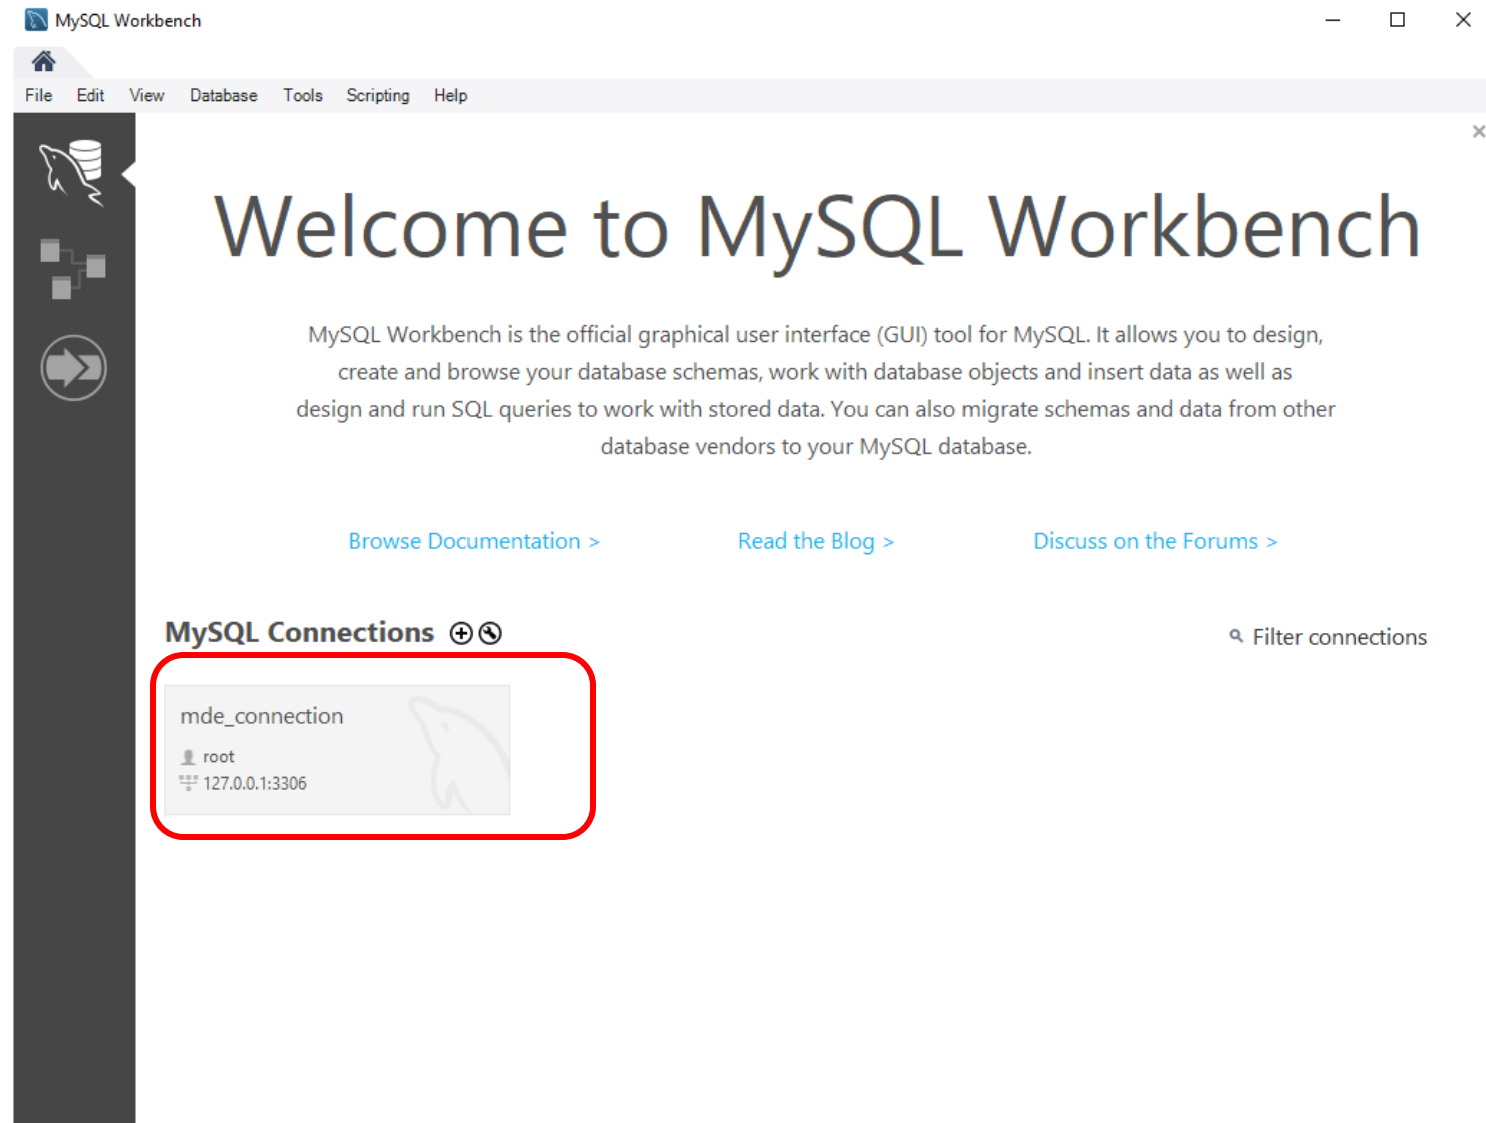 MySQL Workbench
File Edit View Database Tools Scripting Help
Welcome to MySQL Workbench
MySQL Workbench is the official graphical user interface (GUI) tool for MySQL. It allows you to design,
create and browse your database schemas, work with database objects and insert data as well as
design and run SQL queries to work with stored data. You can also migrate schemas and data from other
database vendors to your MySQL database.
Browse Documentation > Read the Blog > Discuss on the Forums >
MySQL Connections
Filter connections
mde_connection
root
127.0.0.1:3306